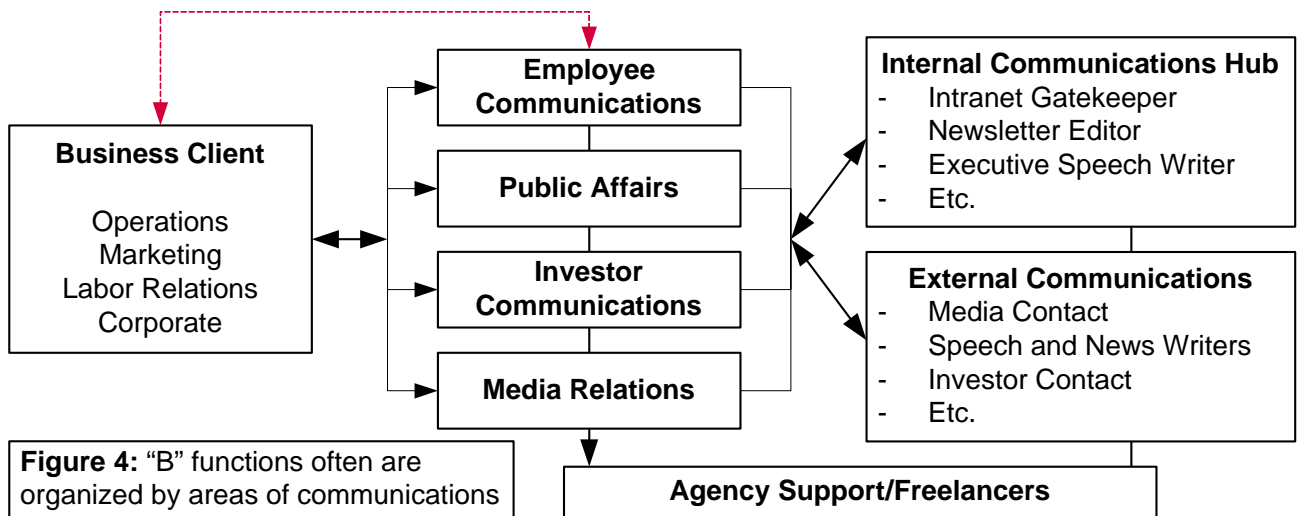 Business Client
Operations
Marketing
Labor Relations
Corporate
Employee
Communications
Public Affairs
Investor
Communications
Media Relations
Internal Communications Hub
- Intranet Gatekeeper
- Newsletter Editor
- Executive Speech Writer
- Etc.
External Communications
- Media Contact
- Speech and News Writers
- Investor Contact
- Etc.
Figure 4: “B” functions often are
organized by areas of communications
Agency Support/Freelancers